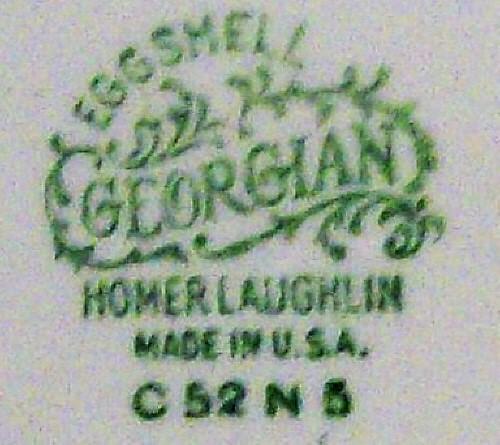 EGGSHELL
GEORGIAN
HOMER LAUGHLIN
MADE IN U.S.A.
C 52 N 5